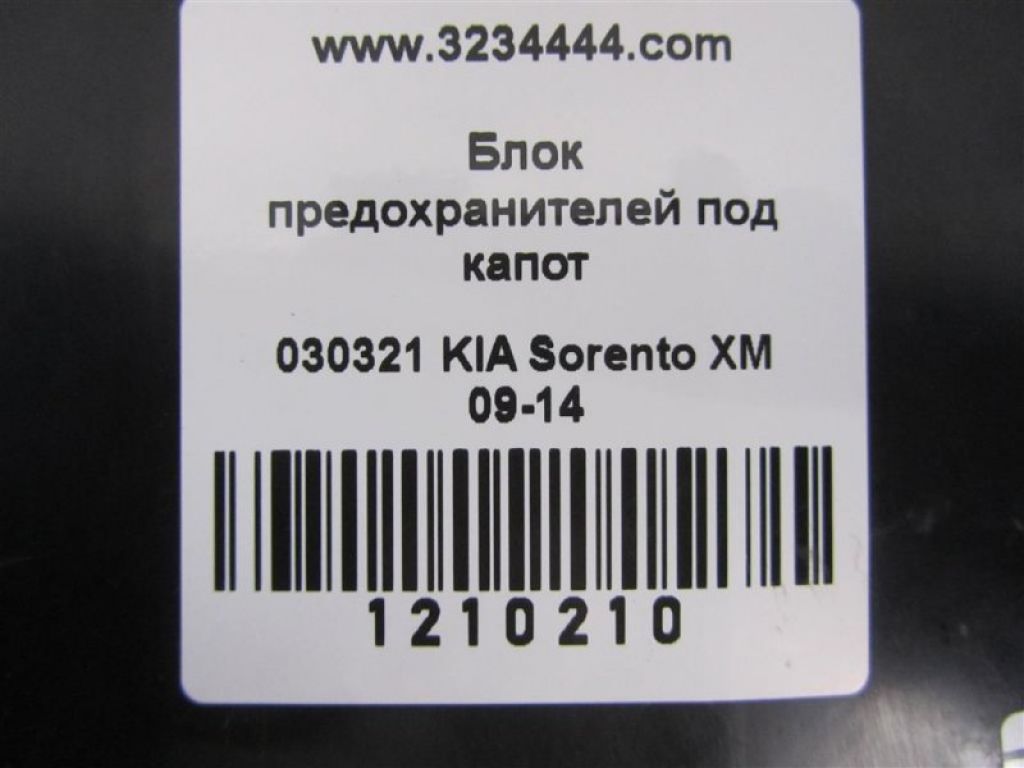 www.3234444.com
Блок
предохранителей под
капот
030321 KIA Sorento XM
09-14
1210210